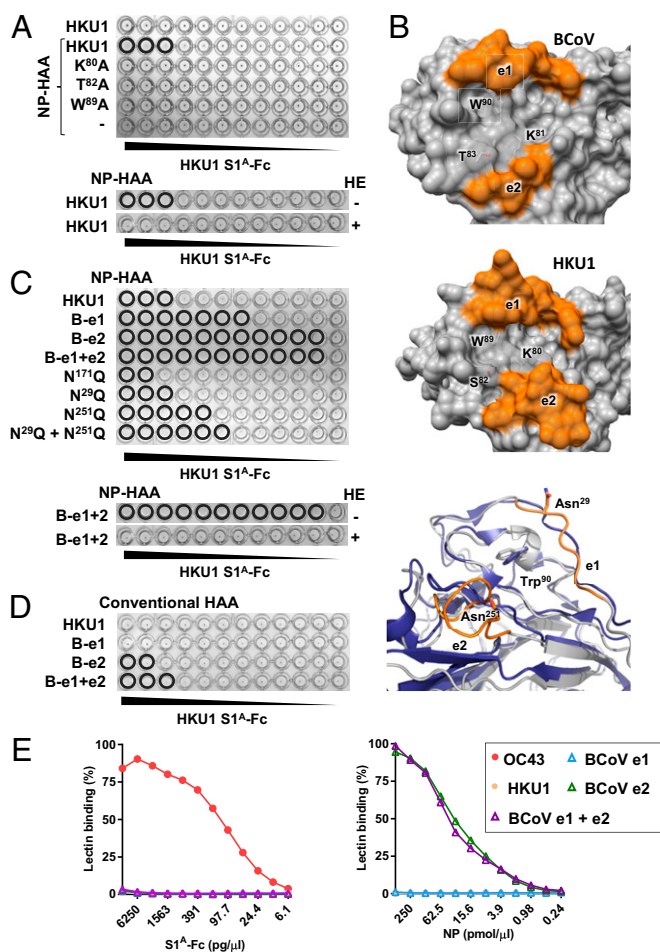 A
HKU1
HKU1
K80A
T82A
W89A
-
NP-HAA
HKU1 S1A-Fc
NP-HAA HE
HKU1 -
HKU1 +
HKU1 S1A-Fc
B
BCoV
e1
W90
K81
T83
e2
HKU1
e1
W89
K80
S82
e2
Asn29
e1
Trp90
Asn251
e2
C
NP-HAA
HKU1
B-e1
B-e2
B-e1+e2
N171Q
N29Q
N251Q
N29Q + N251Q
HKU1 S1A-Fc
NP-HAA HE
B-e1+2 -
B-e1+2 +
HKU1 S1A-Fc
D
Conventional HAA
HKU1
B-e1
B-e2
B-e1+e2
HKU1 S1A-Fc
E
Lectin binding (%)
100
75
50
25
0
6250 1563 391 97.7 24.4 6.1
S1A-Fc (pg/µl)
Lectin binding (%)
100
75
50
25
0
250 62.5 15.6 3.9 0.98 0.24
NP (pmol/µl)
OC43 BCoV e1
HKU1 BCoV e2
BCoV e1 + e2